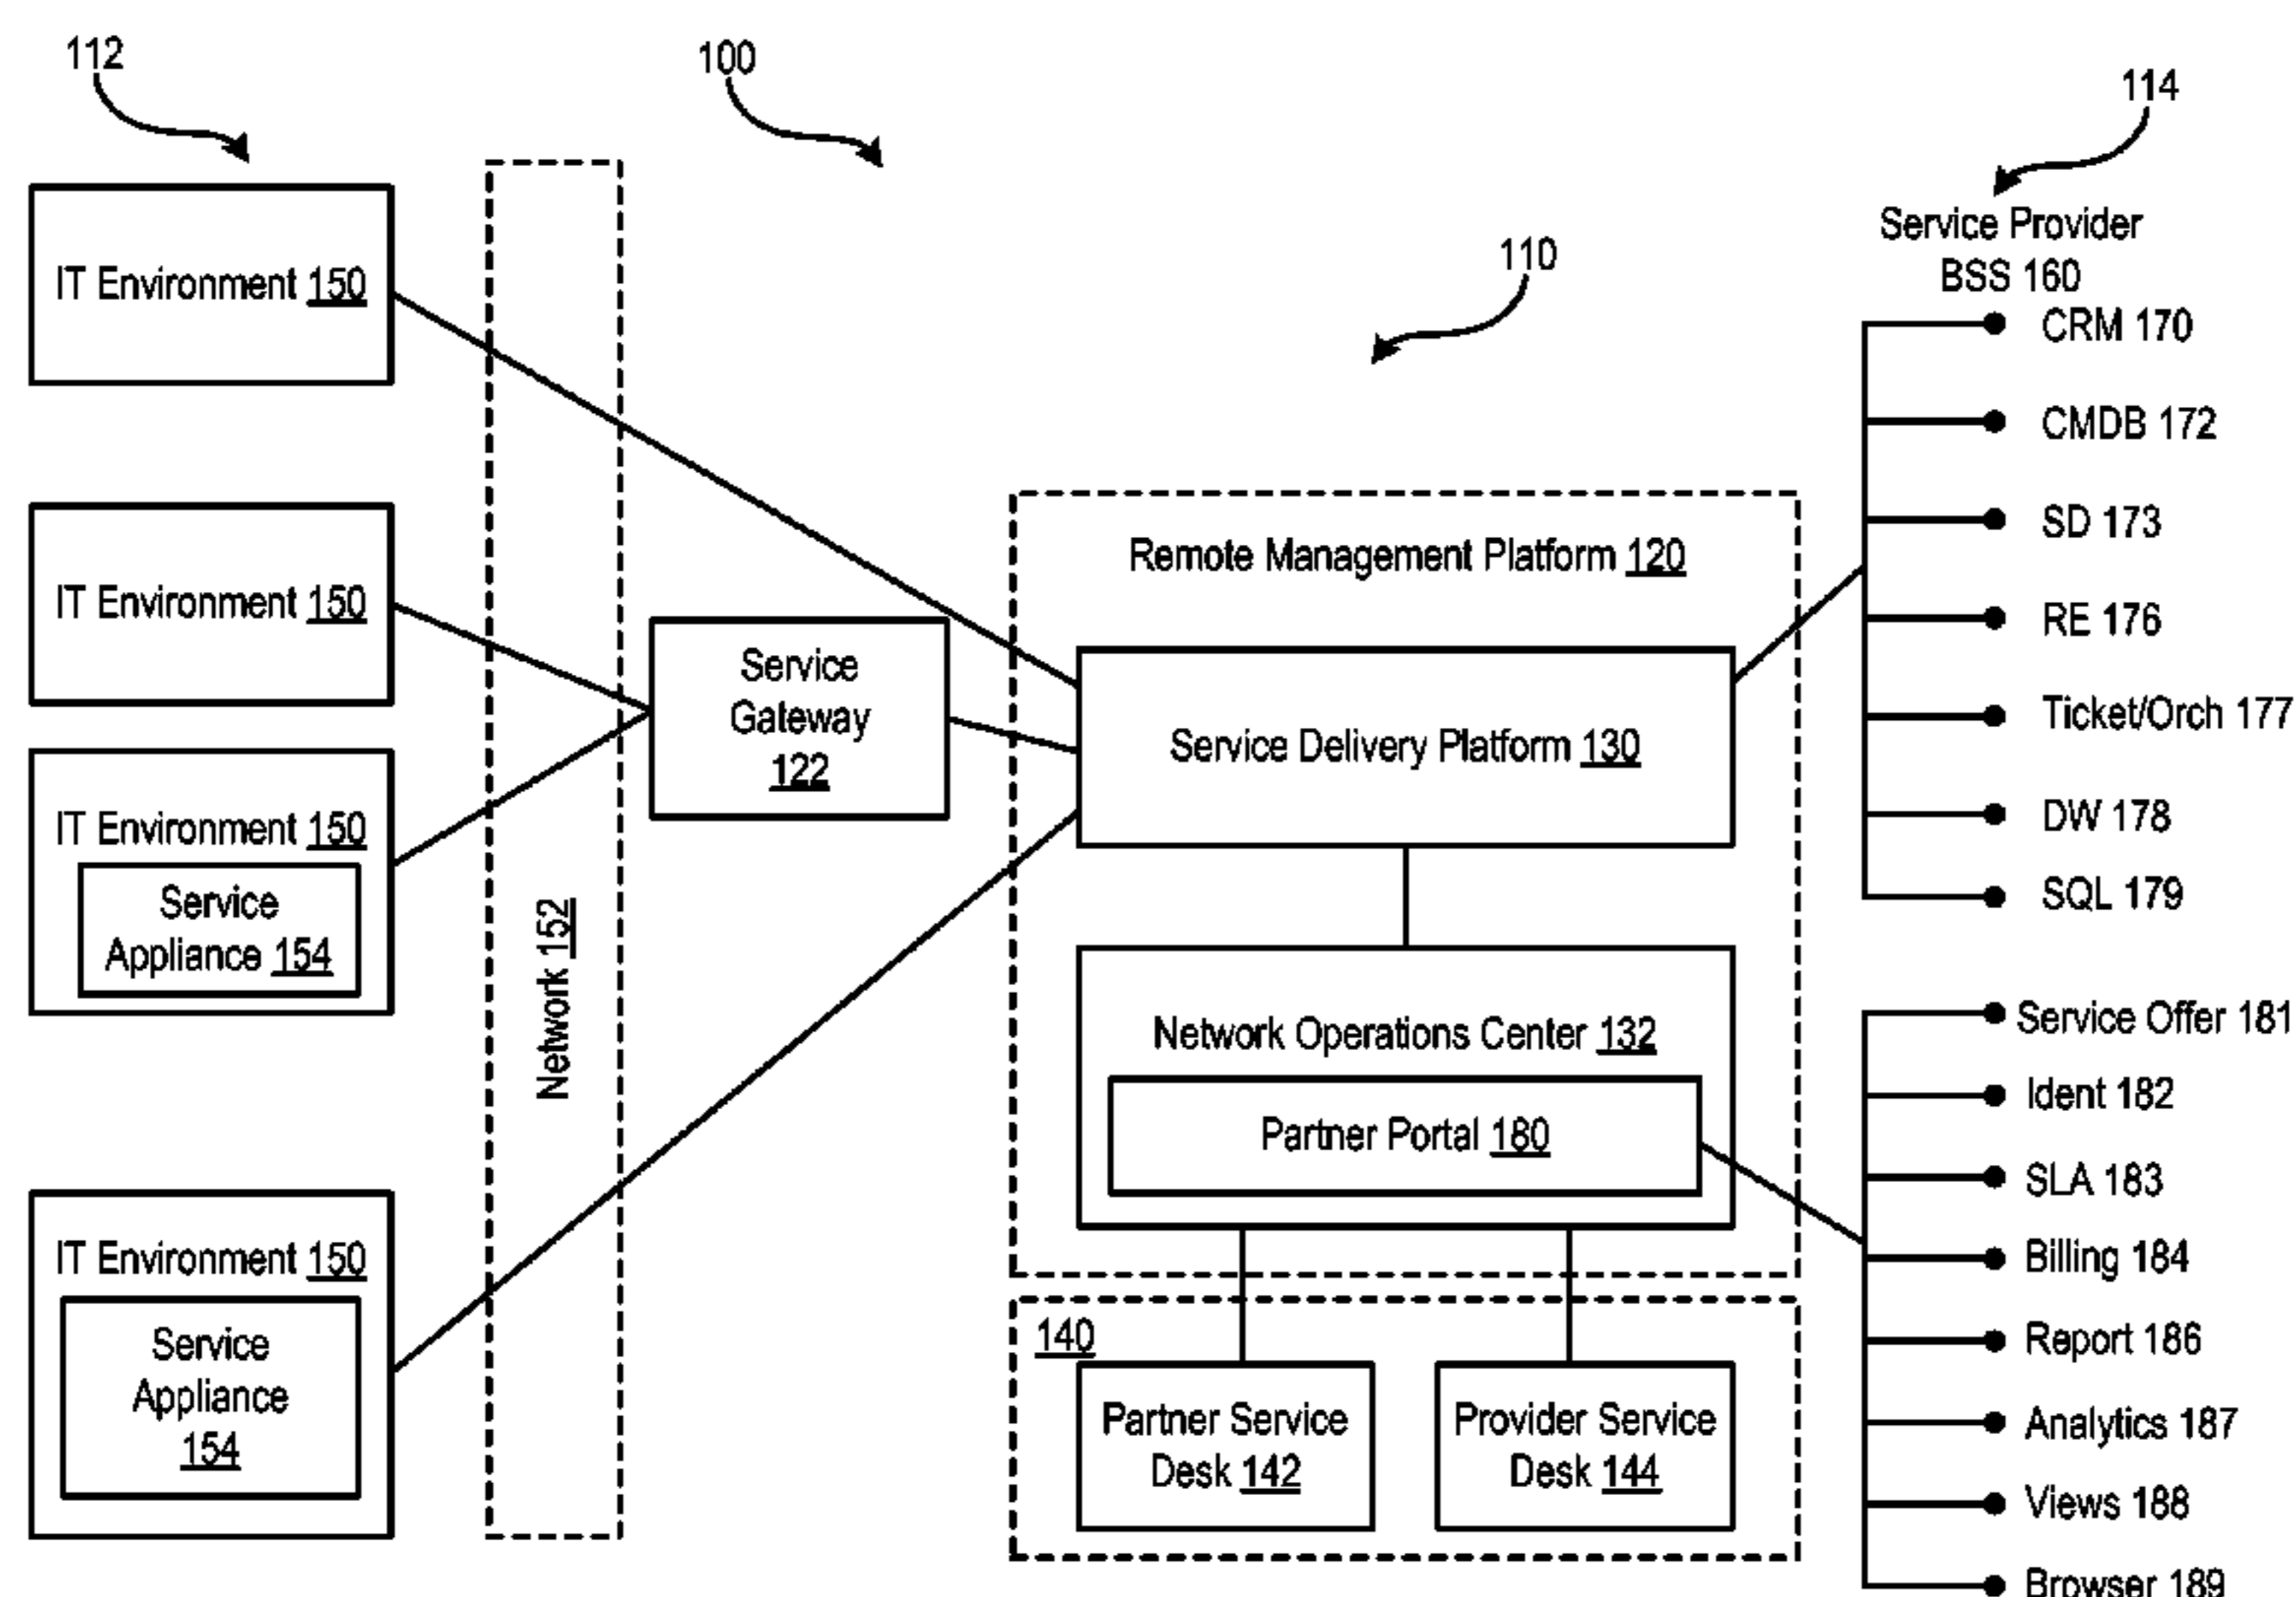 112
100
114
110
IT Environment 150
IT Environment 150
IT Environment 150
Service
Appliance 154
IT Environment 150
Service
Appliance
154
Network 152
Service
Gateway
122
Remote Management Platform 120
Service Delivery Platform 130
Network Operations Center 132
Partner Portal 180
140
Partner Service
Desk 142
Provider Service
Desk 144
Service Provider
BSS 160
CRM 170
CMDB 172
SD 173
RE 176
Ticket/Orch 177
DW 178
SQL 179
Service Offer 181
Ident 182
SLA 183
Billing 184
Report 186
Analytics 187
Views 188
Browser 189